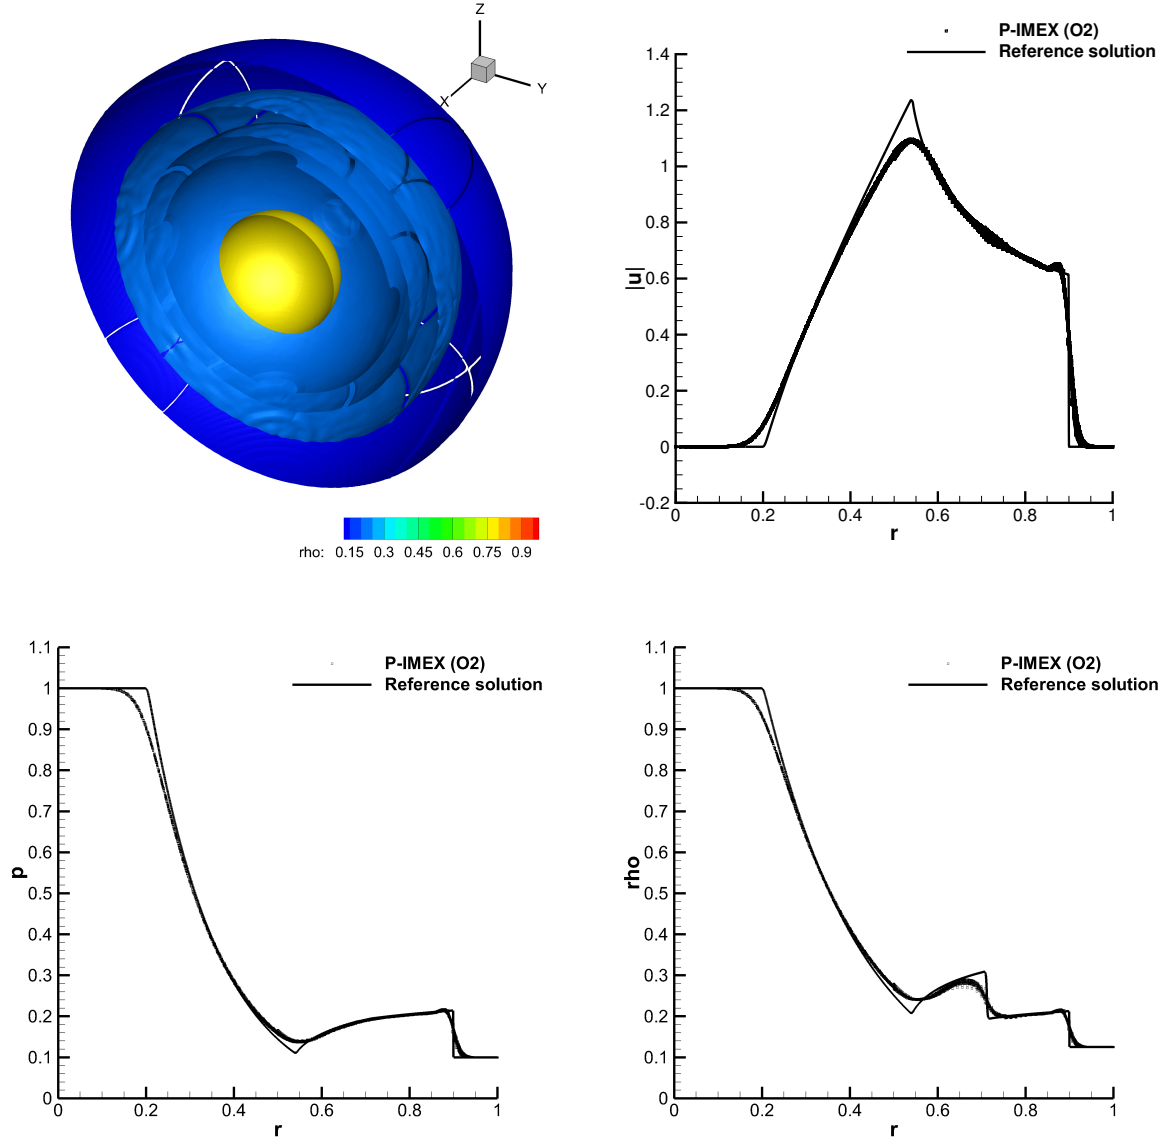 Z
X
Y
rho: 0.15 0.3 0.45 0.6 0.75 0.9
P-IMEX (O2)
Reference solution
1.4
1.2
1
0.8
0.6
0.4
0.2
0
-0.2
|u|
0 0.2 0.4 0.6 0.8 1
r
P-IMEX (O2)
Reference solution
1.1
1
0.9
0.8
0.7
0.6
0.5
0.4
0.3
0.2
0.1
0
p
0 0.2 0.4 0.6 0.8 1
r
P-IMEX (O2)
Reference solution
1.1
1
0.9
0.8
0.7
0.6
0.5
0.4
0.3
0.2
0.1
0
rho
0 0.2 0.4 0.6 0.8 1
r